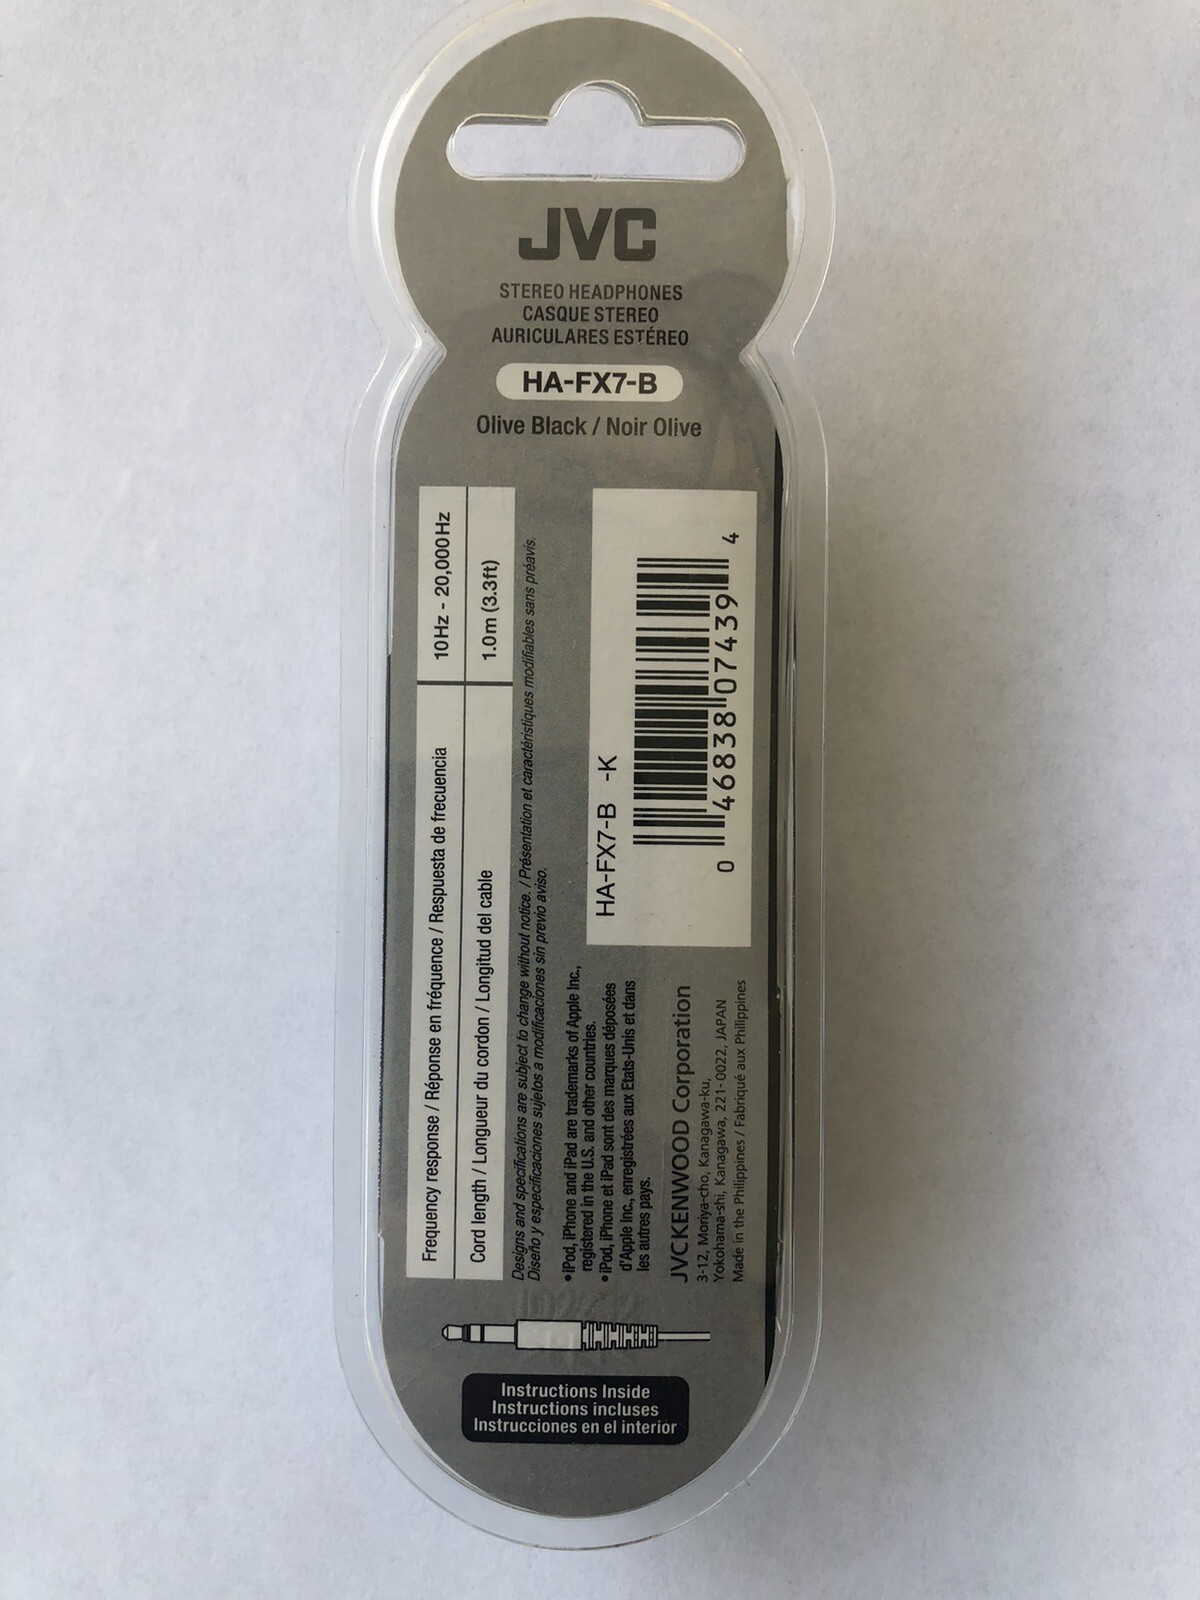 JVC
STEREO HEADPHONES
CASQUE STEREO
AURICULARES ESTÉREO
HA-FX7-B
Olive Black / Noir Olive
Frequency response / Réponse en fréquence / Respuesta de frecuencia 10Hz - 20,000Hz
Cord length / Longueur du cordon / Longitud del cable 1.0m (3.3ft)
Designs and specifications are subject to change without notice. / Présentation et caractéristiques modifiables sans préavis.
Diseño y especificaciones sujetos a modificaciones sin previo aviso.
•iPod, iPhone and iPad are trademarks of Apple Inc.,
registered in the U.S. and other countries.
•iPod, iPhone et iPad sont des marques déposées
d'Apple Inc., enregistrées aux Etats-Unis et dans
les autres pays.
HA-FX7-B -K
0 46838 07439 4
JVCKENWOOD Corporation
3-12, Moriya-cho, Kanagawa-ku,
Yokohama-shi, Kanagawa, 221-0022, JAPAN
Made in the Philippines / Fabriqué aux Philippines
Instructions Inside
Instructions incluses
Instrucciones en el interior